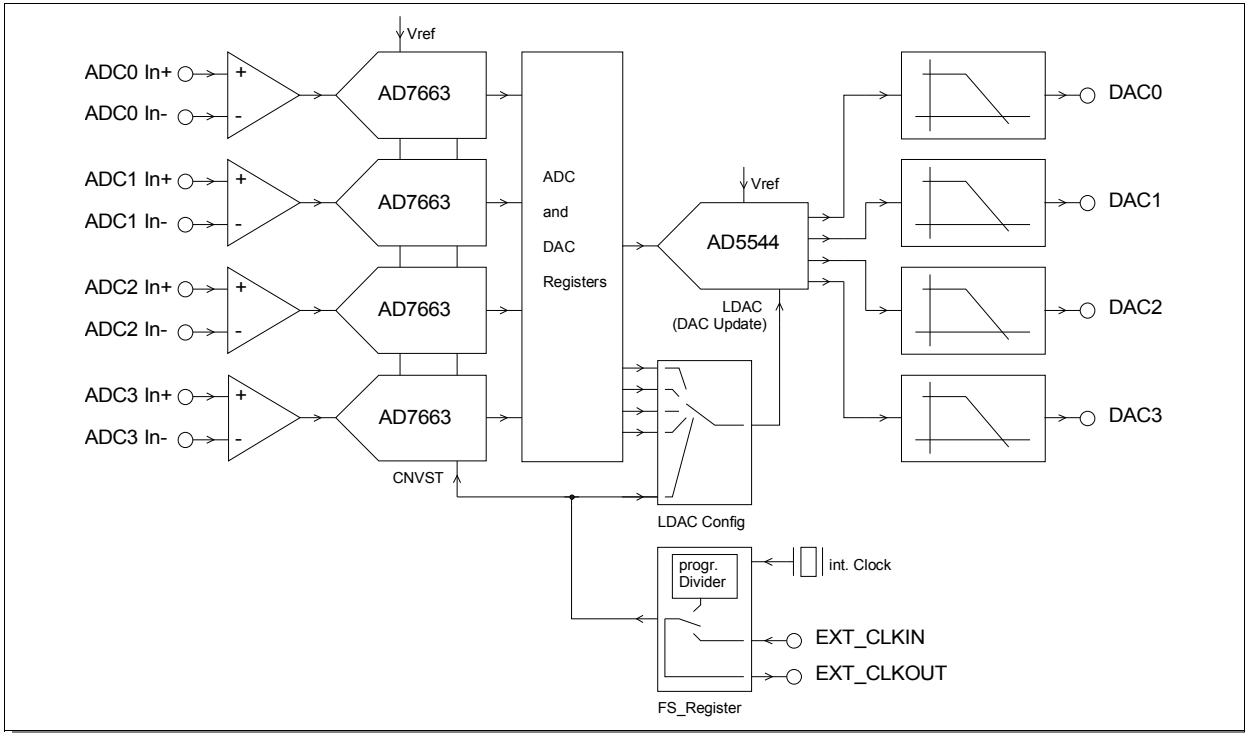 Vref
ADC0 In+
+
AD7663
ADC0 In-
-
DAC0
ADC1 In+
+
AD7663
ADC1 In-
-
ADC
and
DAC
Registers
Vref
AD5544
DAC1
ADC2 In+
+
AD7663
ADC2 In-
-
LDAC
(DAC Update)
DAC2
ADC3 In+
+
AD7663
ADC3 In-
-
DAC3
CNVST
LDAC Config
progr.
Divider
int. Clock
EXT_CLKIN
EXT_CLKOUT
FS_Register